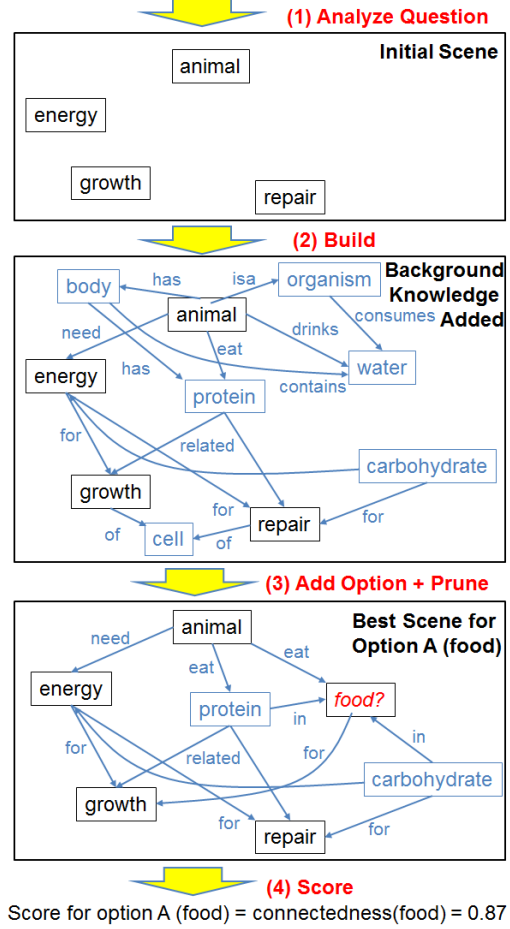 (1) Analyze Question
Initial Scene
animal
energy
growth
repair
(2) Build
Background
Knowledge
Added
body
has
isa
organism
animal
consumes
need
drinks
eat
energy
has
water
contains
protein
for
related
carbohydrate
growth
for
repair
for
of
cell
of
(3) Add Option + Prune
Best Scene for
Option A (food)
animal
need
eat
eat
energy
protein
in
food?
for
related
for
in
carbohydrate
growth
for
repair
for
(4) Score
Score for option A (food) = connectedness(food) = 0.87